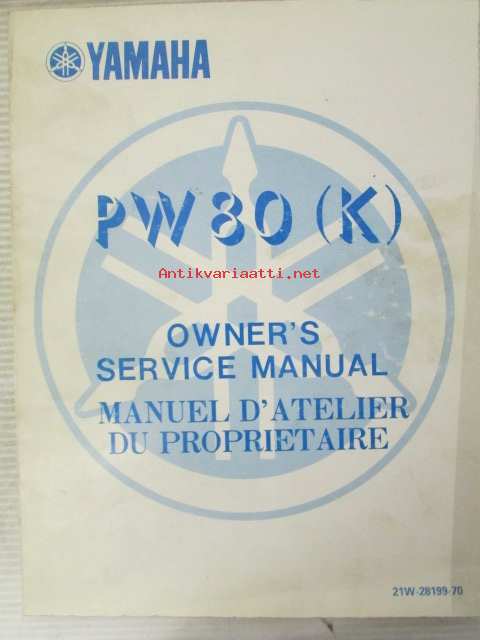 YAMAHA
PW80 (K)
Antikvariaatti.net
OWNER'S
SERVICE MANUAL
MANUEL D'ATELIER
DU PROPRIETAIRE
21W-28199-70